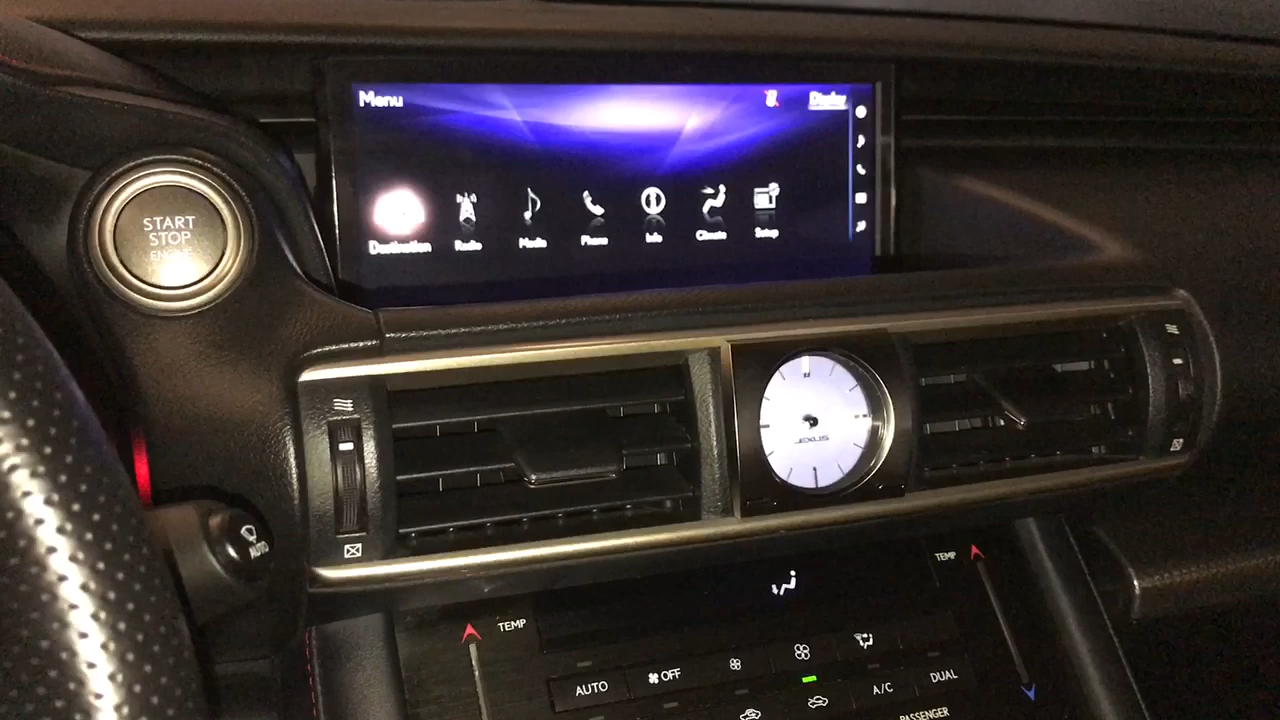 Menu
Display
START
STOP
ENGINE
Destination
Radio
Media
Phone
Info
Climate
Setup
LEXUS
AUTO
TEMP
TEMP
AUTO
OFF
A/C
DUAL
PASSENGER